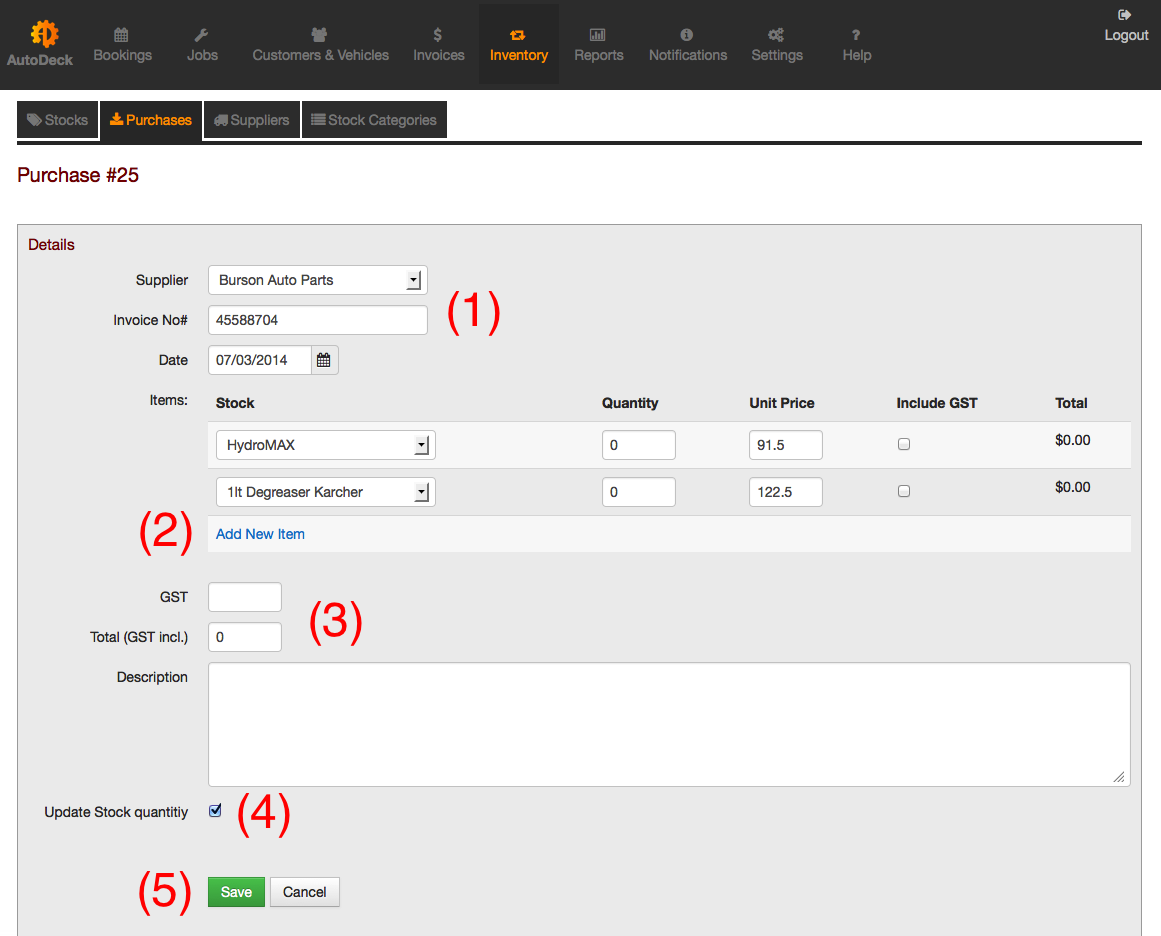 Logout
AutoDeck Bookings Jobs Customers & Vehicles Invoices Inventory Reports Notifications Settings ? Help
Stocks Purchases Suppliers Stock Categories
Purchase #25
Details
Supplier Burson Auto Parts
(1)
Invoice No# 45588704
Date 07/03/2014
Items: Stock Quantity Unit Price Include GST Total
HydroMAX 0 91.5 $0.00
1lt Degreaser Karcher 0 122.5 $0.00
(2) Add New Item
GST
(3)
Total (GST incl.) 0
Description
Update Stock quantitiy (4)
(5) Save Cancel